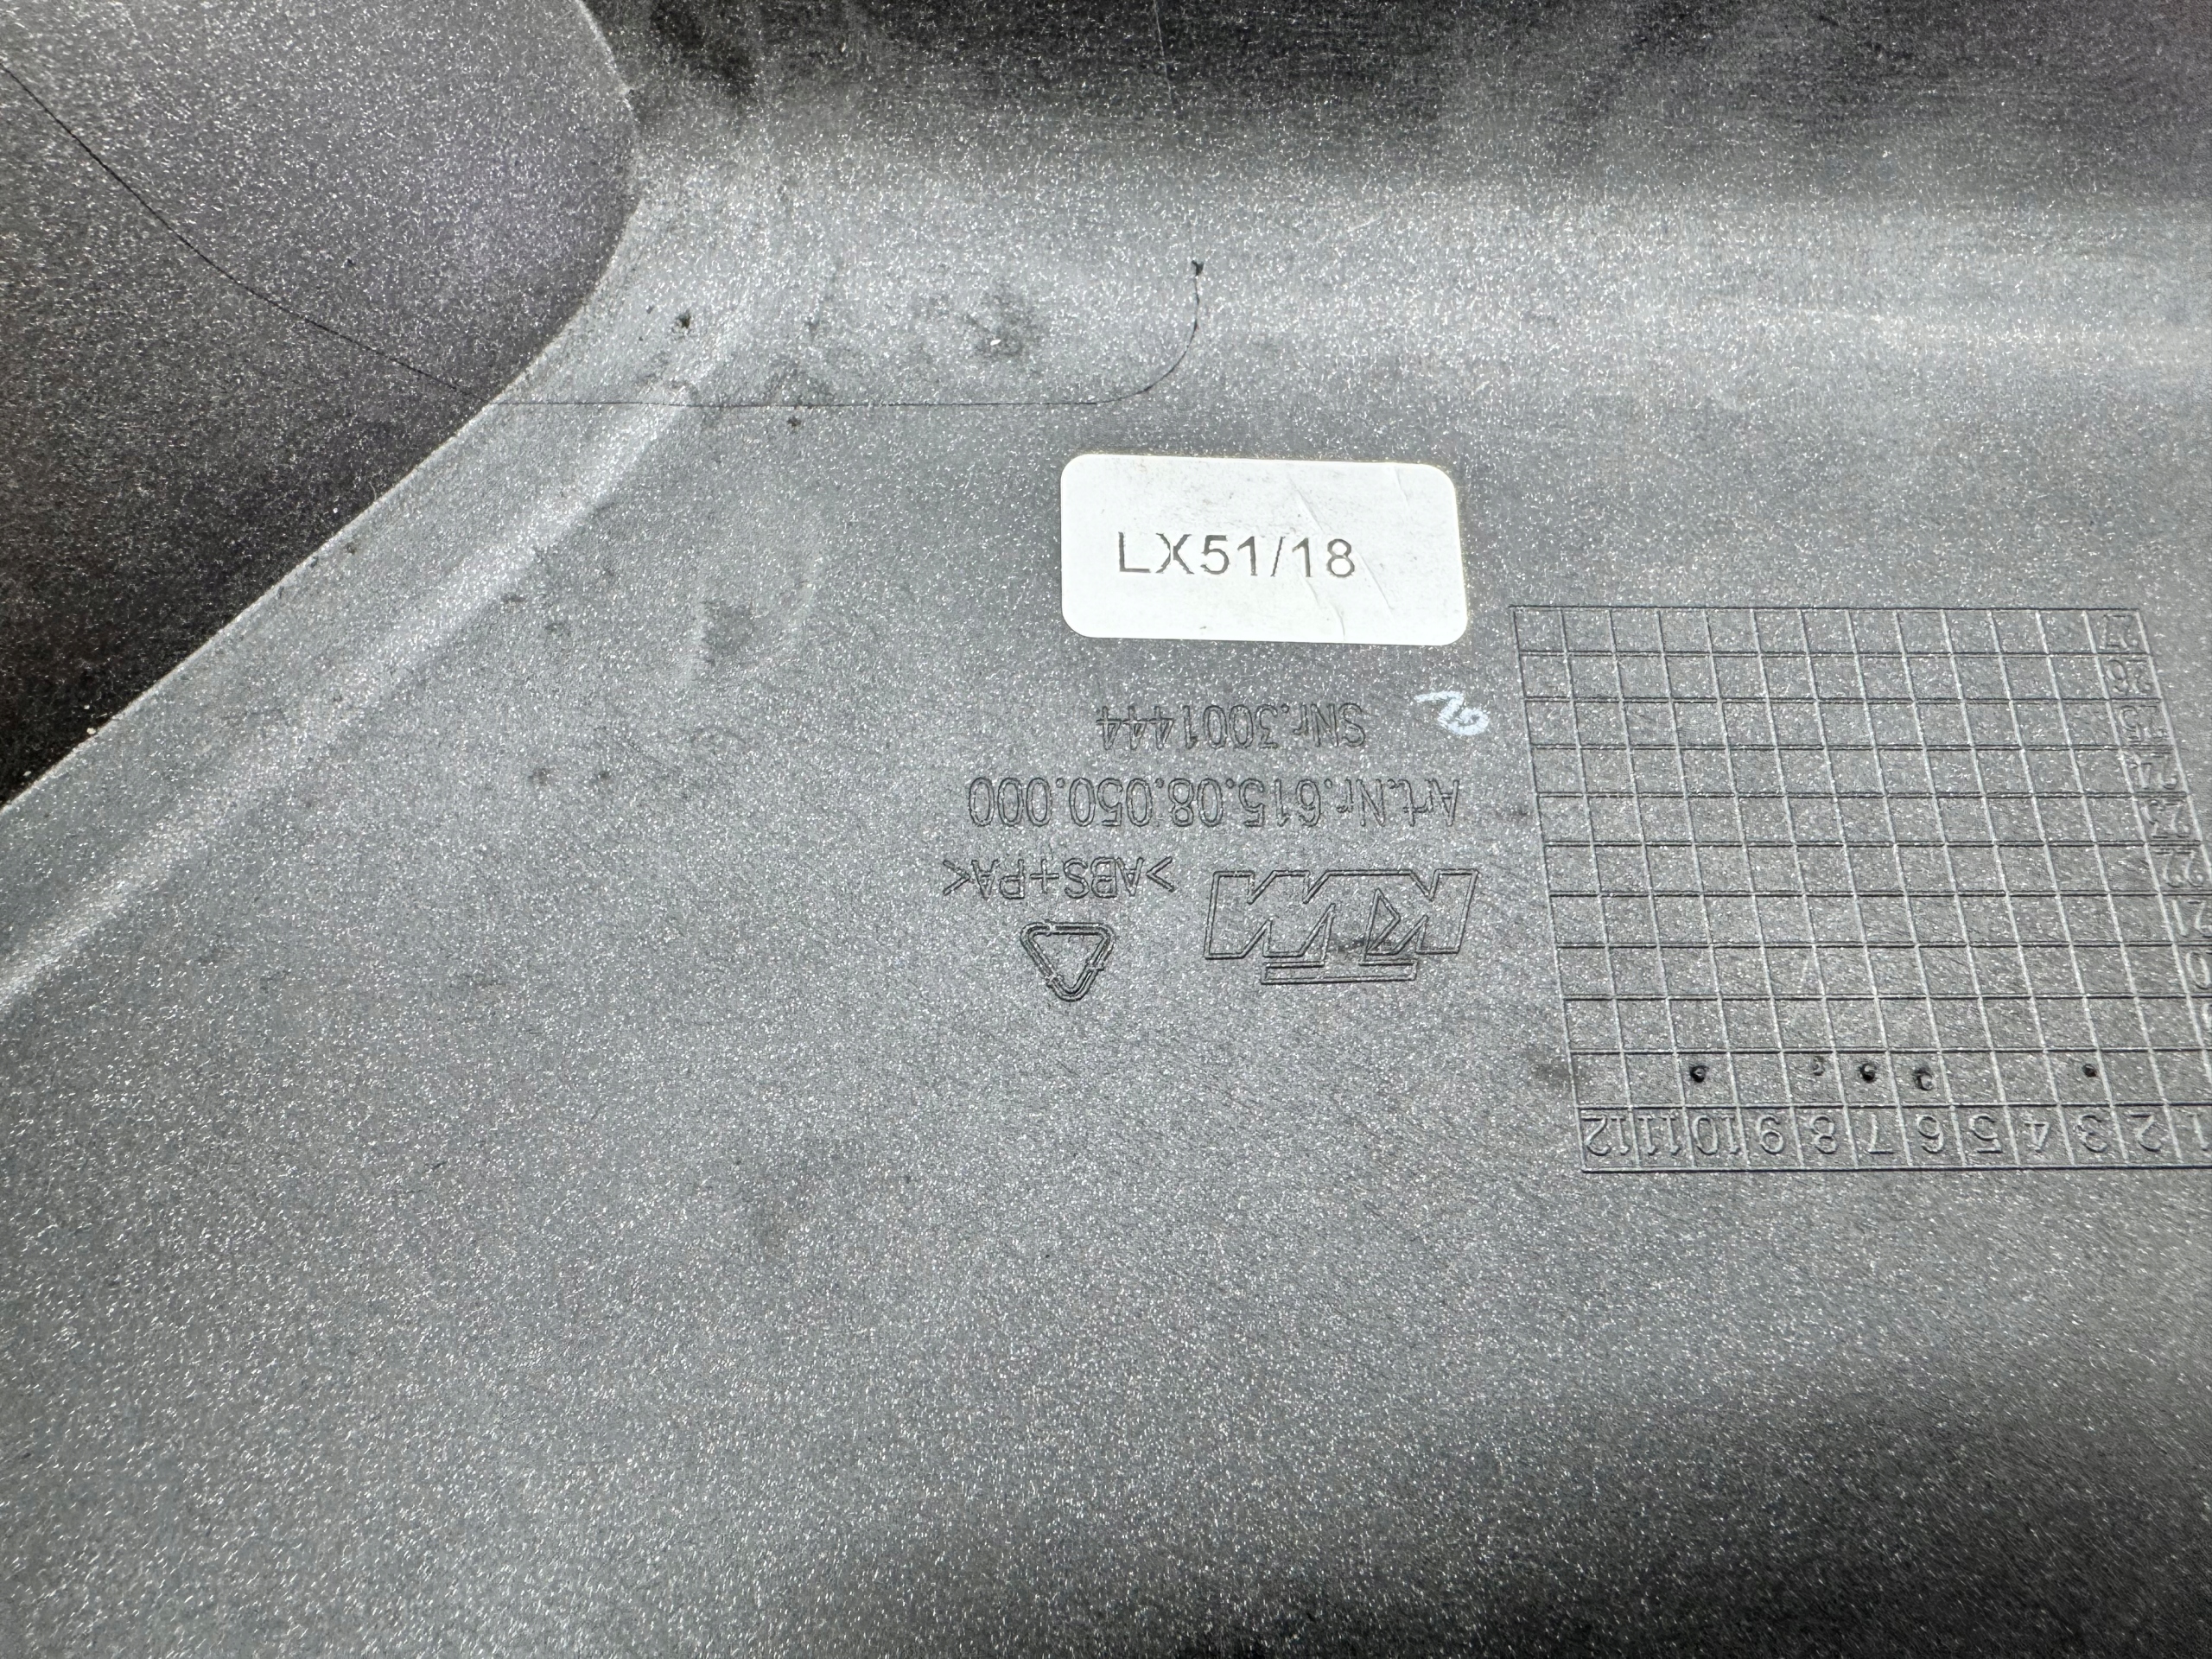 LX51/18
SNr.3001444
Art.Nr.615.08.050.000
>ABS+PA<
KTM
1 2 3 4 5 6 7 8 9 10 11 12